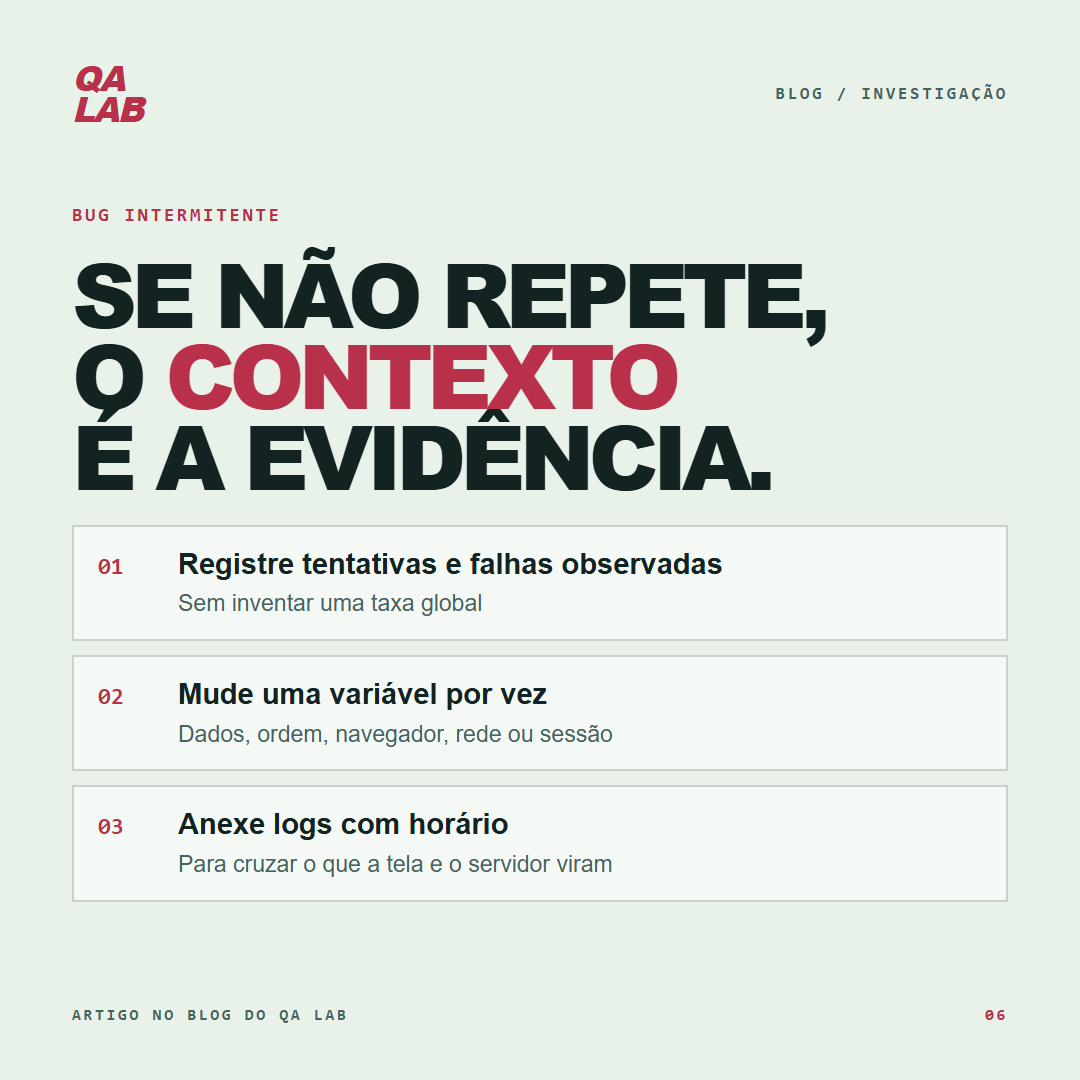 QA
LAB
BLOG / INVESTIGAÇÃO
BUG INTERMITENTE
SE NÃO REPETE,
O CONTEXTO
É A EVIDÊNCIA.
01
Registre tentativas e falhas observadas
Sem inventar uma taxa global
02
Mude uma variável por vez
Dados, ordem, navegador, rede ou sessão
03
Anexe logs com horário
Para cruzar o que a tela e o servidor viram
ARTIGO NO BLOG DO QA LAB
06